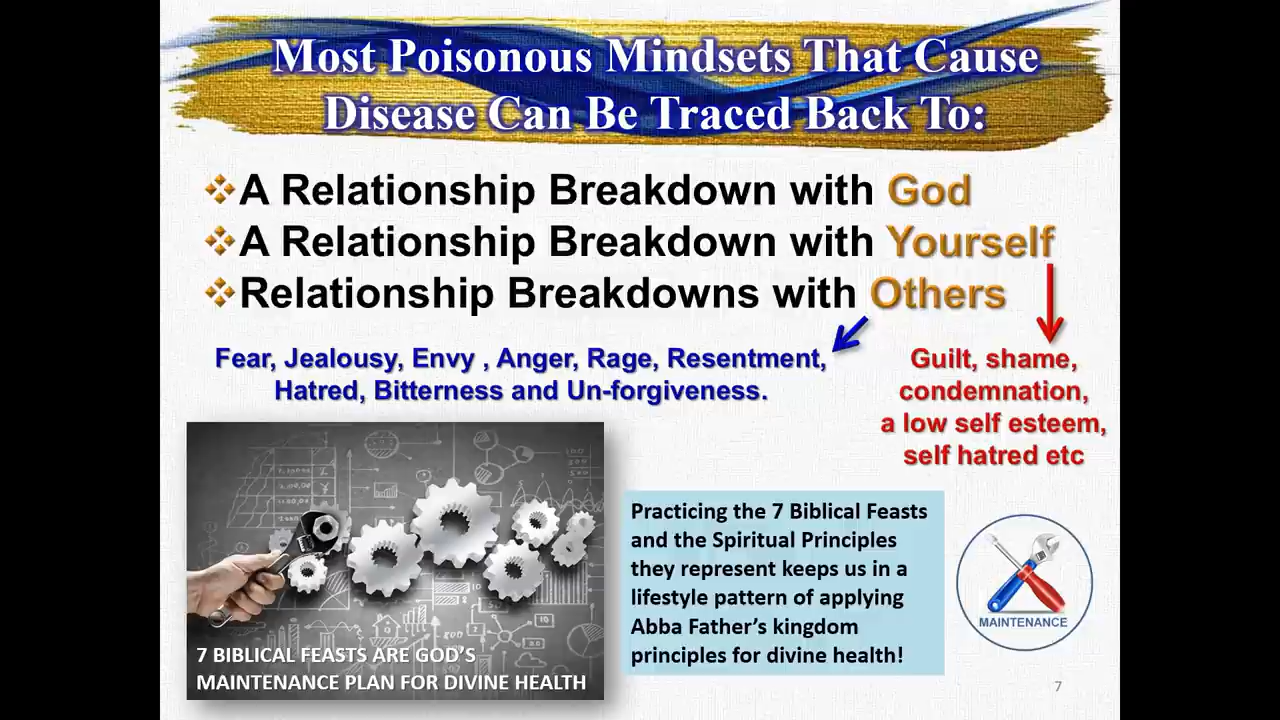 Most Poisonous Mindsets That Cause
Disease Can Be Traced Back To:
❖A Relationship Breakdown with God
❖A Relationship Breakdown with Yourself
❖Relationship Breakdowns with Others
Fear, Jealousy, Envy , Anger, Rage, Resentment,
Hatred, Bitterness and Un-forgiveness.
Guilt, shame,
condemnation,
a low self esteem,
self hatred etc
7 BIBLICAL FEASTS ARE GOD'S
MAINTENANCE PLAN FOR DIVINE HEALTH
Practicing the 7 Biblical Feasts
and the Spiritual Principles
they represent keeps us in a
lifestyle pattern of applying
Abba Father's kingdom
principles for divine health!
MAINTENANCE
7